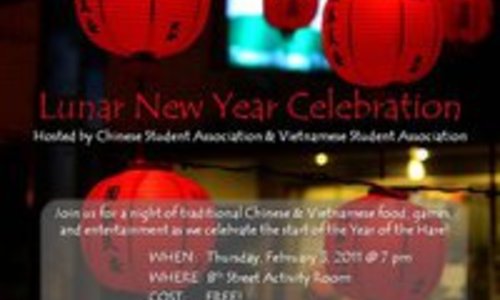 Lunar New Year Celebration
Hosted by Chinese Student Association & Vietnamese Student Association
Join us for a night of traditional Chinese & Vietnamese food, games,
and entertainment as we celebrate the start of the Year of the Hare!
WHEN: Thursday, February 3, 2011 @ 7 pm
WHERE: 8th Street Activity Room
COST: FREE!